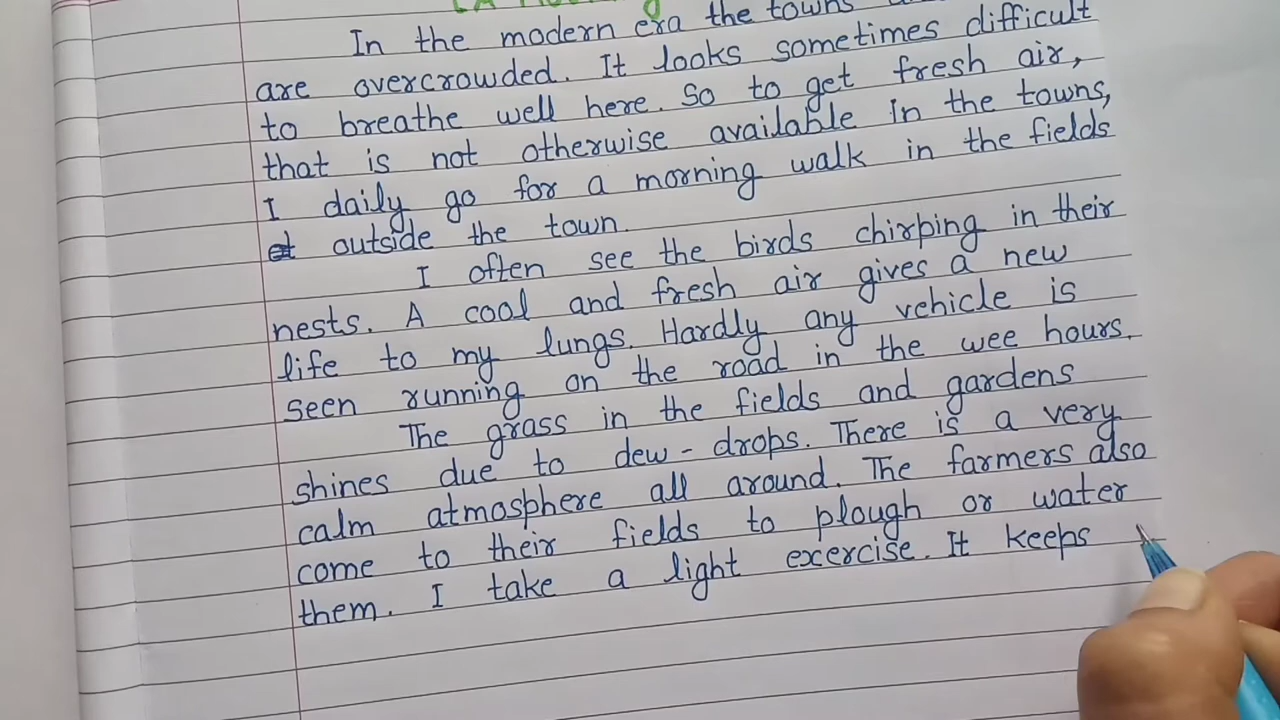 In the modern era the towns
are overcrowded. It looks sometimes difficult
to breathe well here. So to get fresh air,
that is not otherwise available in the towns,
I daily go for a morning walk in the fields
outside the town.
I often see the birds chirping in their
nests. A cool and fresh air gives a new
life to my lungs. Hardly any vehicle is
seen running on the road in the wee hours.
The grass in the fields and gardens
shines due to dew-drops. There is a very
calm atmosphere all around. The farmers also
come to their fields to plough or water
them. I take a light exercise. It keeps